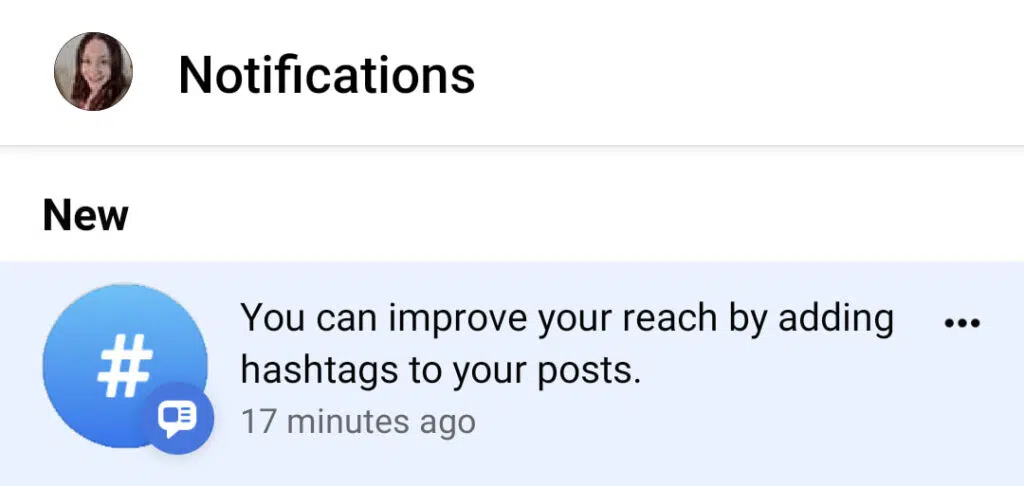 Notifications
New
You can improve your reach by adding
hashtags to your posts.
17 minutes ago